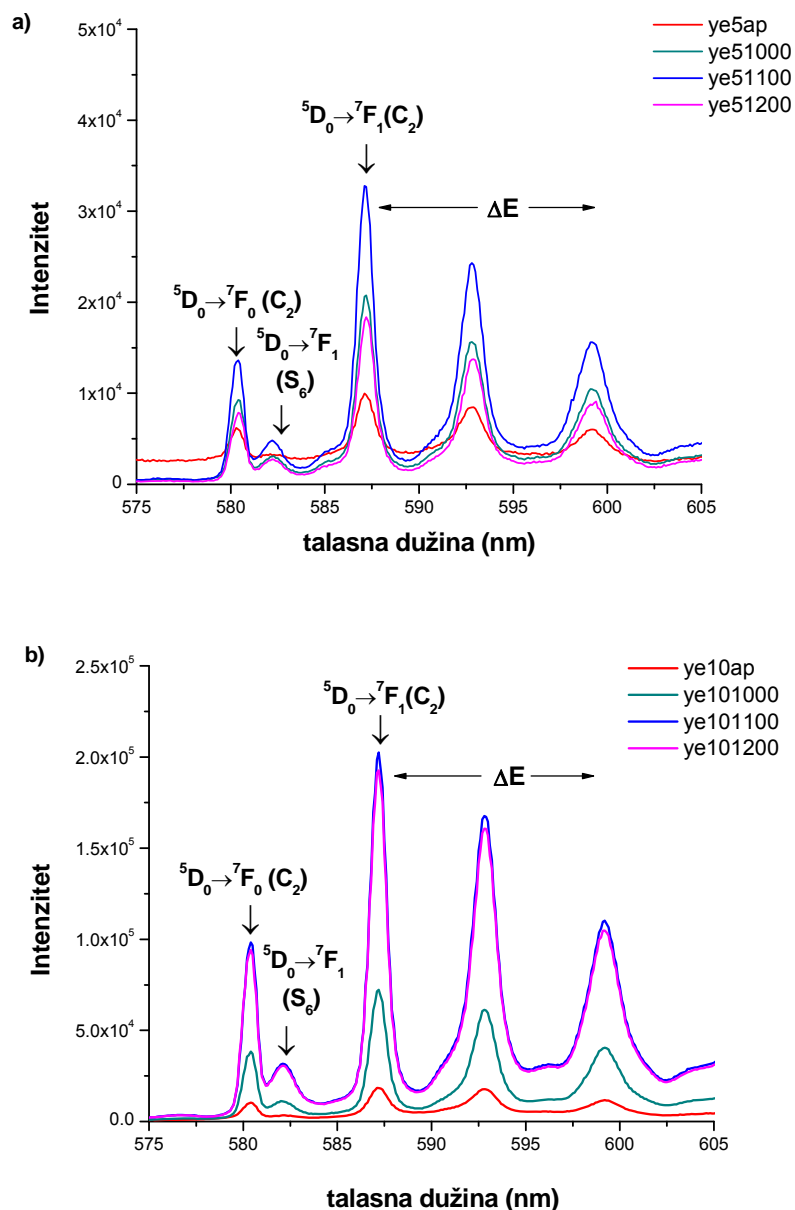 a)
ye5ap
ye51000
ye51100
ye51200
5x10⁴
4x10⁴
3x10⁴
2x10⁴
1x10⁴
0
Intenzitet
⁵D₀→⁷F₁(C₂)
ΔE
⁵D₀→⁷F₀ (C₂)
⁵D₀→⁷F₁
(S₆)
575 580 585 590 595 600 605
talasna dužina (nm)
b)
ye10ap
ye101000
ye101100
ye101200
2.5x10⁵
2.0x10⁵
1.5x10⁵
1.0x10⁵
5.0x10⁴
0.0
Intenzitet
⁵D₀→⁷F₁(C₂)
ΔE
⁵D₀→⁷F₀ (C₂)
⁵D₀→⁷F₁
(S₆)
575 580 585 590 595 600 605
talasna dužina (nm)